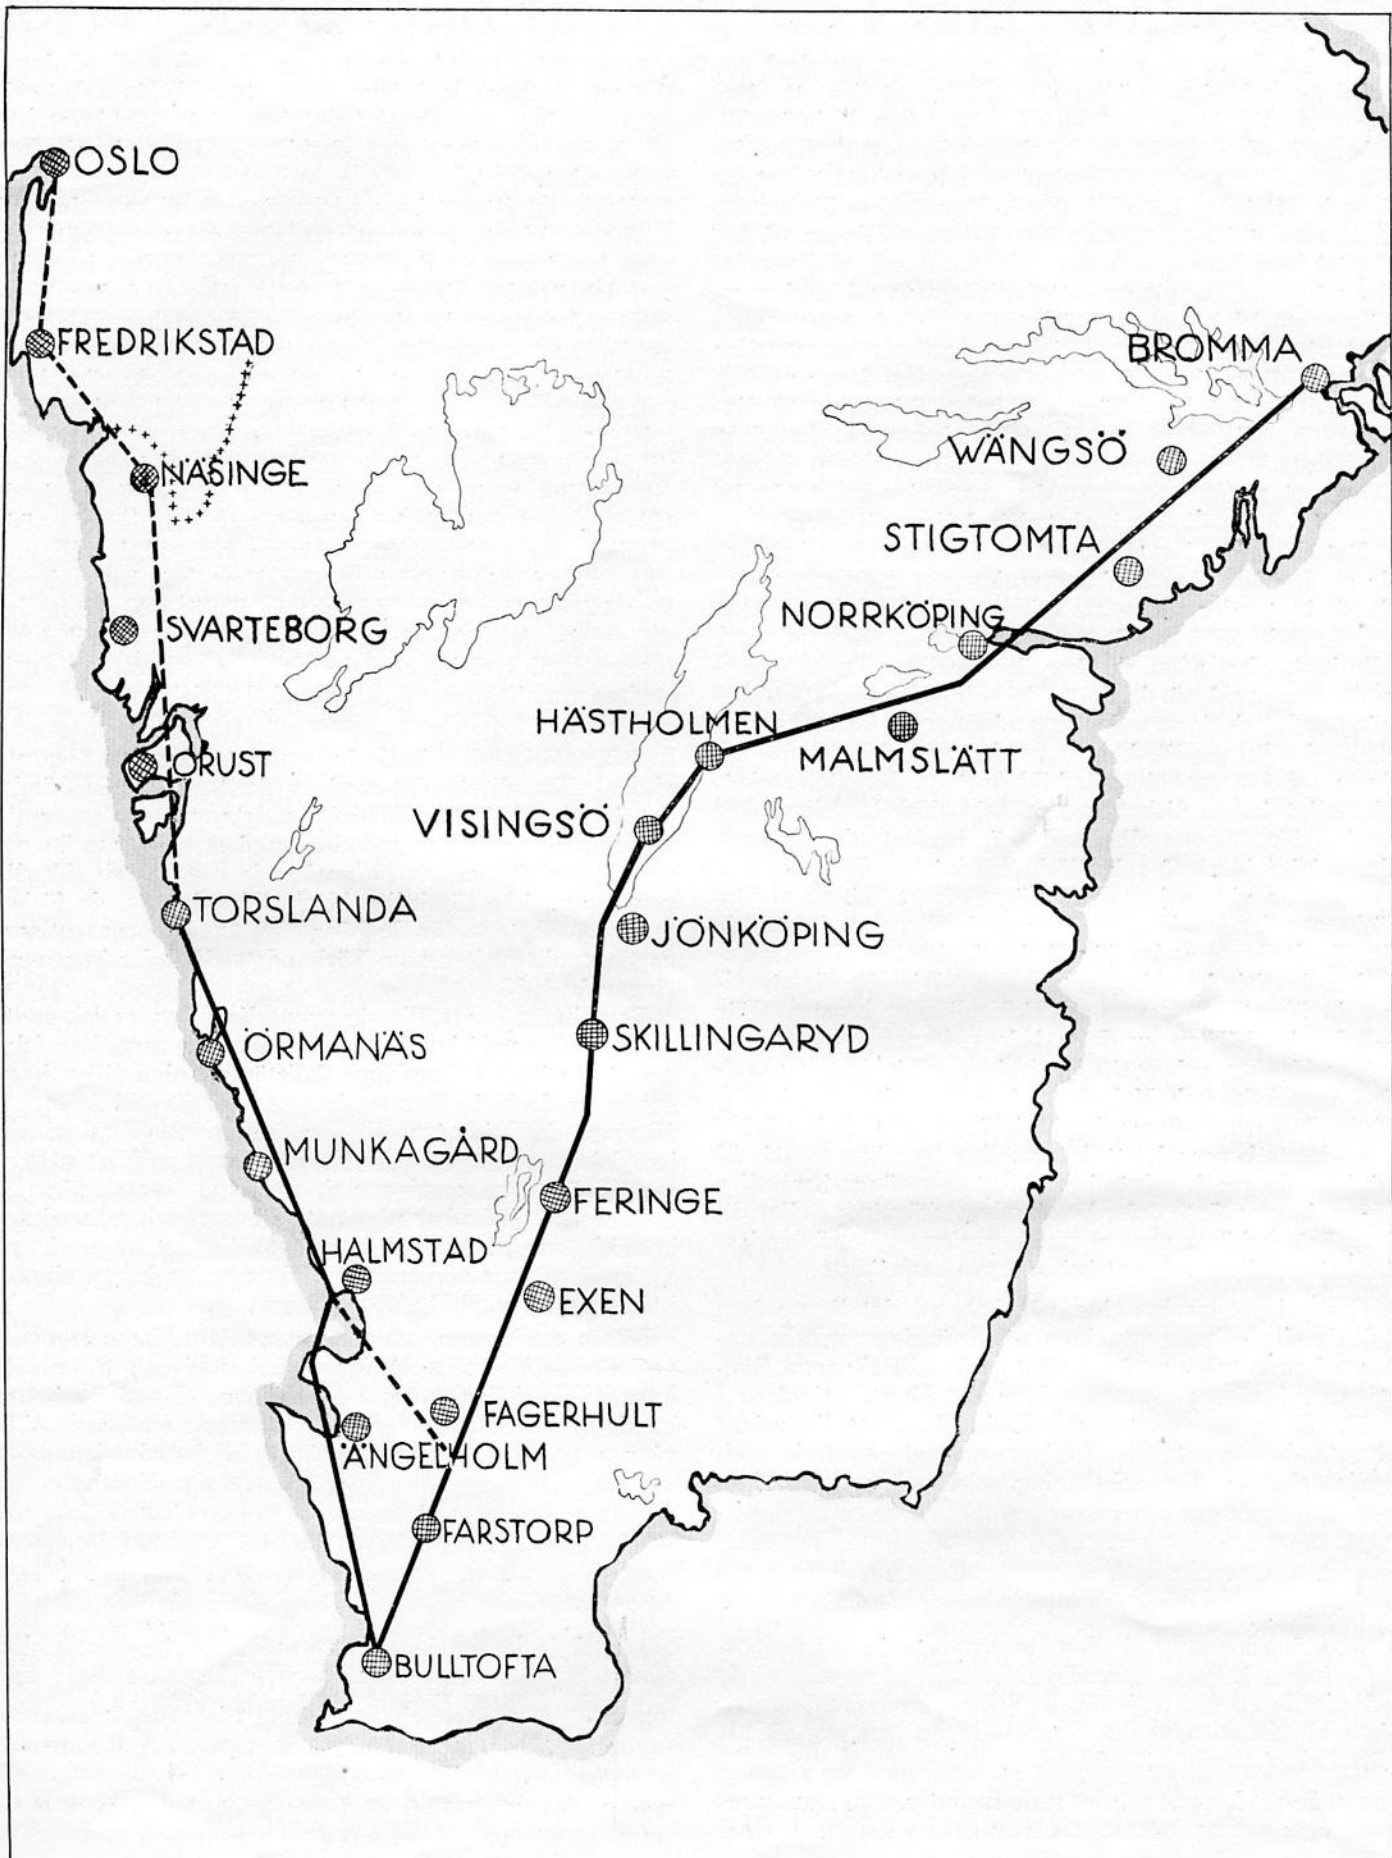 OSLO
FREDRIKSTAD
BROMMA
WÄNGSÖ
NÄSINGE
STIGTOMTA
NORRKÖPING
SVARTEBORG
HÄSTHOLMEN
MALMSLÄTT
ORUST
VISINGSÖ
TORSLANDA
JÖNKÖPING
SKILLINGARYD
ÖRMANÄS
MUNKAGÅRD
FERINGE
HALMSTAD
EXEN
FAGERHULT
ÄNGELHOLM
FARSTORP
BULLTOFTA